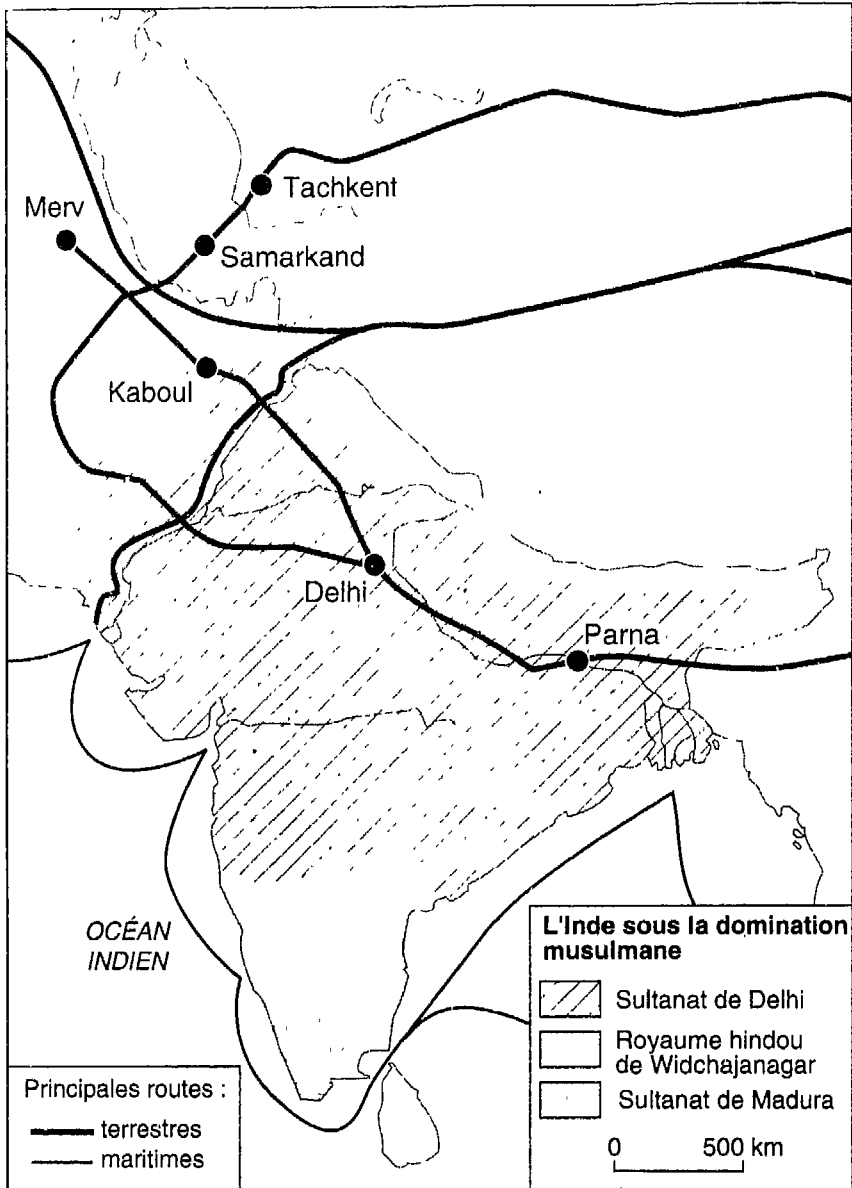 Tachkent
Merv
Samarkand
Kaboul
Delhi
Parna
OCÉAN
INDIEN
Principales routes :
terrestres
maritimes
L'Inde sous la domination
musulmane
Sultanat de Delhi
Royaume hindou
de Widchajanagar
Sultanat de Madura
0 500 km